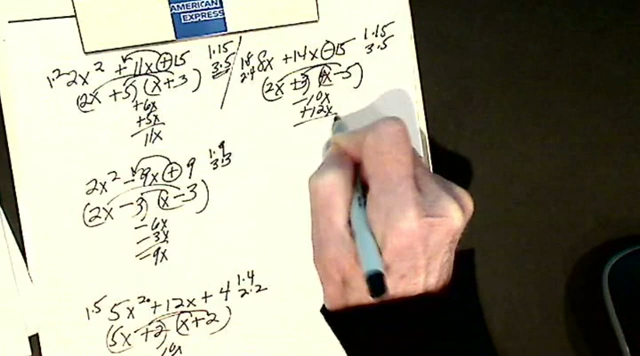 AMERICAN EXPRESS
1.2 2x² + 11x + 15 1.15
3.5
(2x + 5)(x + 3)
+6x
+5x
11x
1.8 8x + 14x - 15 1.15
2.4 3.5
(2x + 3)(4x - 5)
-10x
+12x
2x² - 9x + 9 1.9
3.3
(2x - 3)(x - 3)
-6x
-3x
-9x
1.5 5x² + 12x + 4 1.4
2.2
(5x + 2)(x + 2)
10x